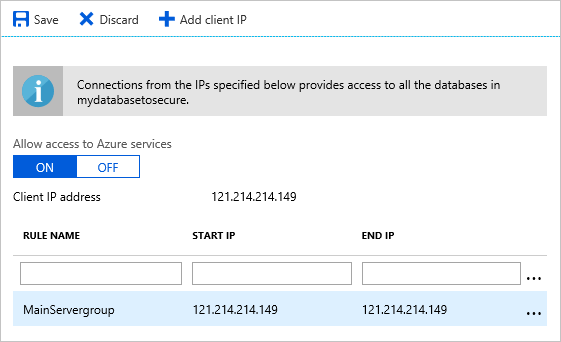 Save Discard Add client IP
Connections from the IPs specified below provides access to all the databases in
mydatabasetosecure.
Allow access to Azure services
ON OFF
Client IP address 121.214.214.149
RULE NAME START IP END IP
...
MainServergroup 121.214.214.149 121.214.214.149 ...